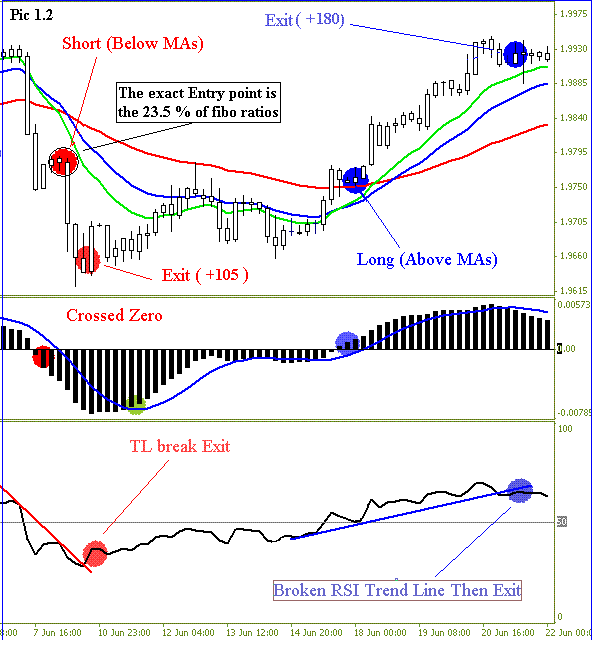 Pic 1.2
Exit ( +180)
Short (Below MAs)
The exact Entry point is
the 23.5 % of fibo ratios
Exit ( +105 )
Long (Above MAs)
1.9975
1.9930
1.9885
1.9840
1.9795
1.9750
1.9705
1.9660
1.9615
Crossed Zero
0.00573
0.00
-0.00785
TL break Exit
Broken RSI Trend Line Then Exit
100
50
0
7 Jun 16:00
10 Jun 23:00
12 Jun 04:00
13 Jun 12:00
14 Jun 20:00
18 Jun 00:00
19 Jun 08:00
20 Jun 16:00
22 Jun 00:00